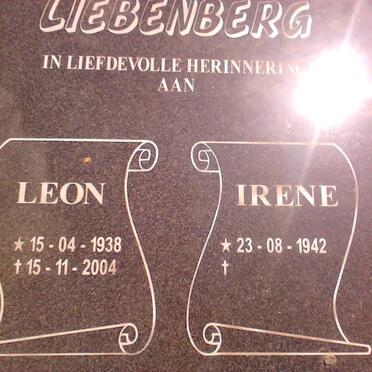 LIEBENBERG
IN LIEFDEVOLLE HERINNERING
AAN
LEON
★ 15 - 04 - 1938
† 15 - 11 - 2004
IRENE
★ 23 - 08 - 1942
†